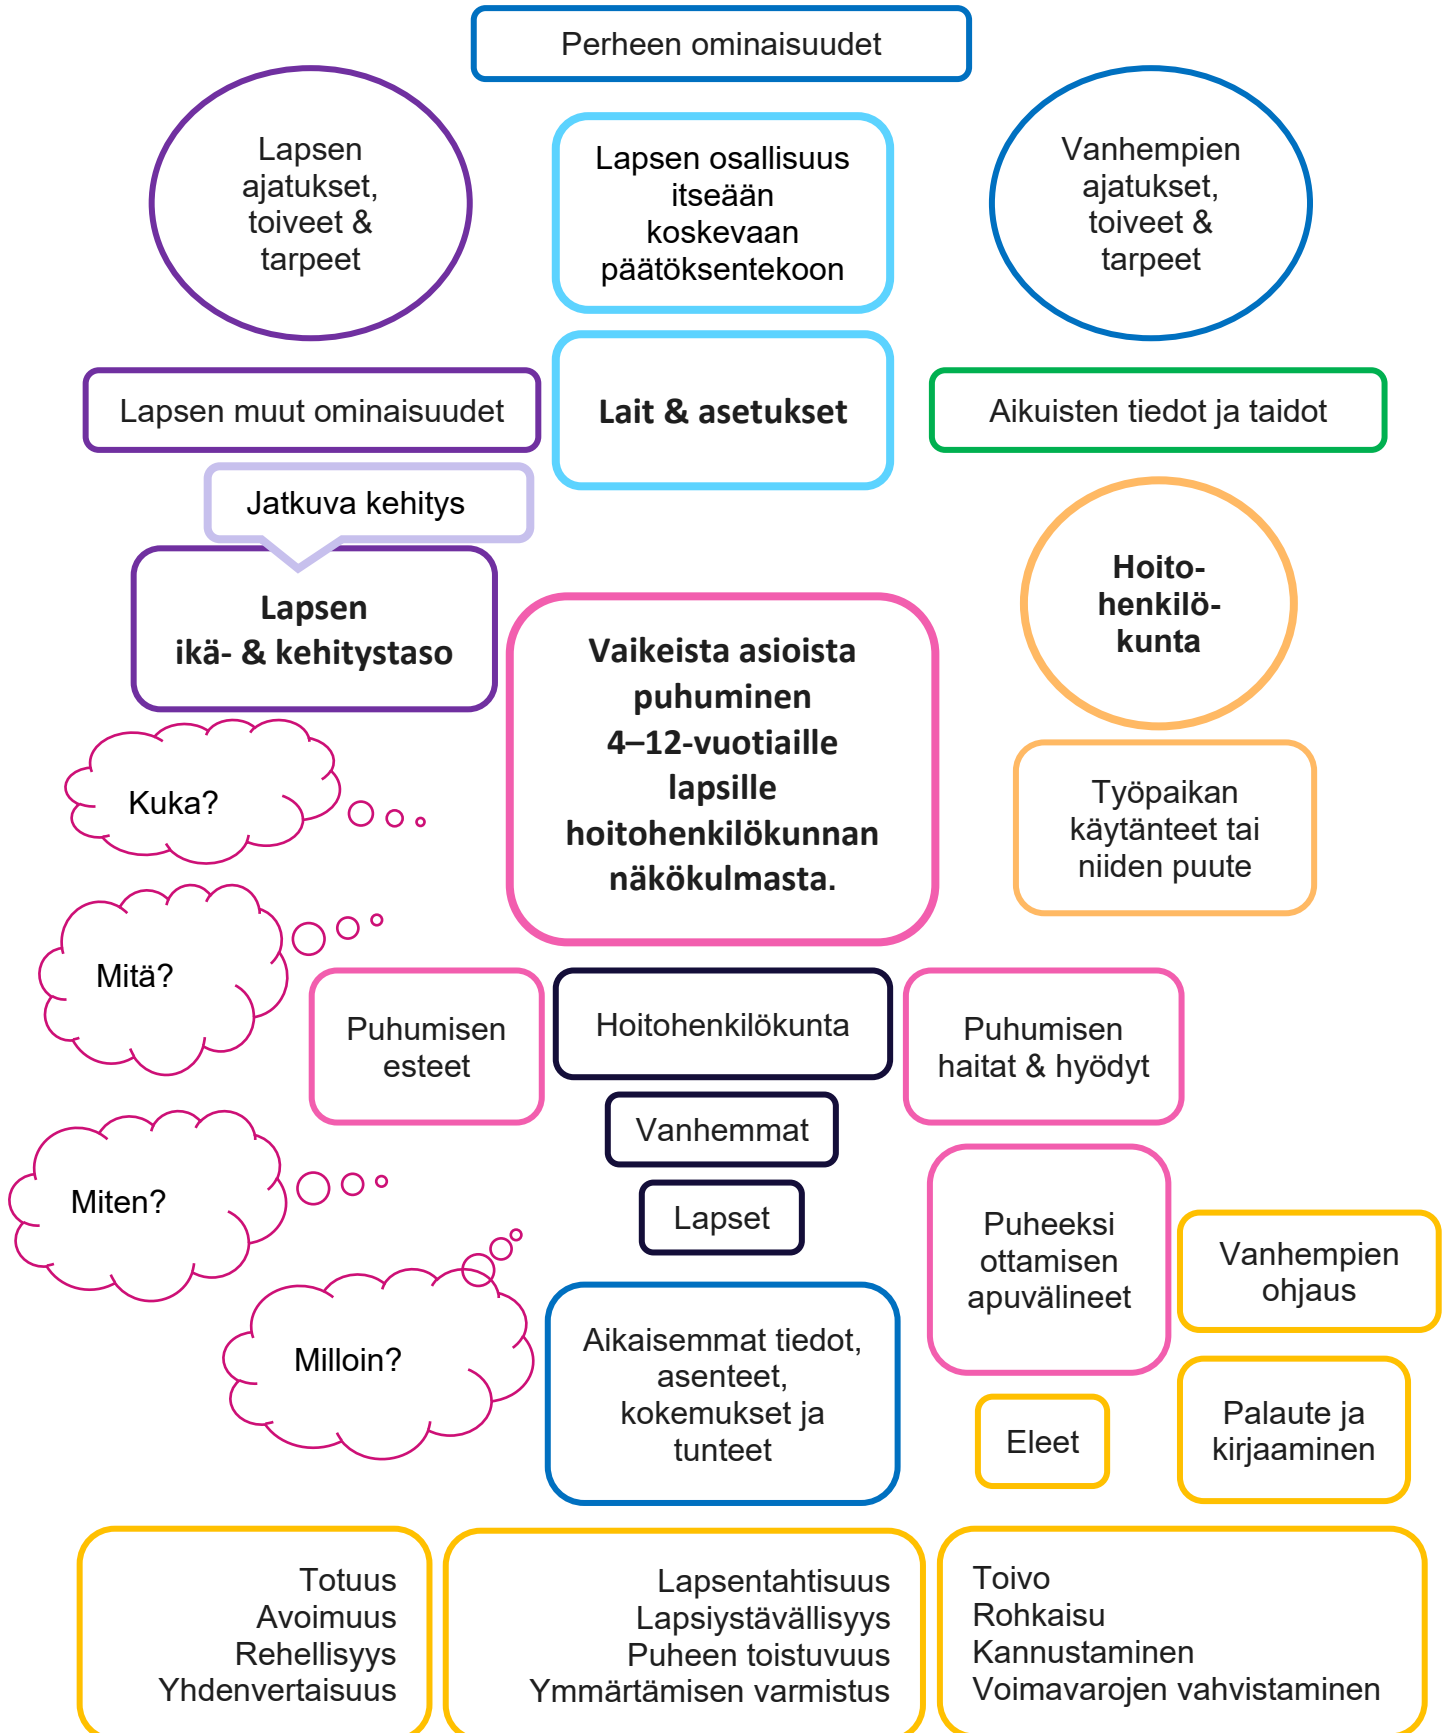 Perheen ominaisuudet
Lapsen
ajatukset,
toiveet &
tarpeet
Lapsen osallisuus
itseään
koskevaan
päätöksentekoon
Vanhempien
ajatukset,
toiveet &
tarpeet
Lapsen muut ominaisuudet
Lait & asetukset
Aikuisten tiedot ja taidot
Jatkuva kehitys
Lapsen
ikä- & kehitystaso
Hoito-
henkilö-
kunta
Vaikeista asioista
puhuminen
4–12-vuotiaille
lapsille
hoitohenkilökunnan
näkökulmasta.
Kuka?
Työpaikan
käytänteet tai
niiden puute
Mitä?
Puhumisen
esteet
Hoitohenkilökunta
Puhumisen
haitat & hyödyt
Vanhemmat
Miten?
Lapset
Puheeksi
ottamisen
apuvälineet
Vanhempien
ohjaus
Milloin?
Aikaisemmat tiedot,
asenteet,
kokemukset ja
tunteet
Eleet
Palaute ja
kirjaaminen
Totuus
Avoimuus
Rehellisyys
Yhdenvertaisuus
Lapsentahtisuus
Lapsiystävällisyys
Puheen toistuvuus
Ymmärtämisen varmistus
Toivo
Rohkaisu
Kannustaminen
Voimavarojen vahvistaminen